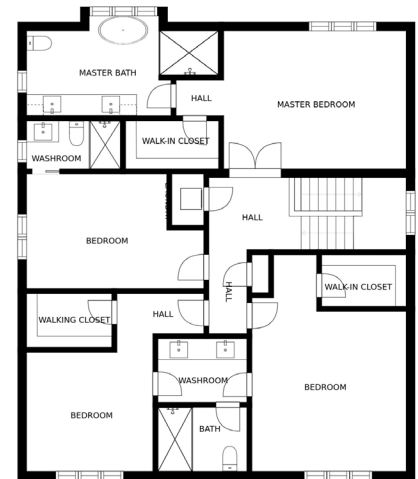 MASTER BATH
HALL
MASTER BEDROOM
WALK-IN CLOSET
WASHROOM
HALL
BEDROOM
HALL
WALK-IN CLOSET
WALKING CLOSET
HALL
WASHROOM
BEDROOM
BEDROOM
BATH